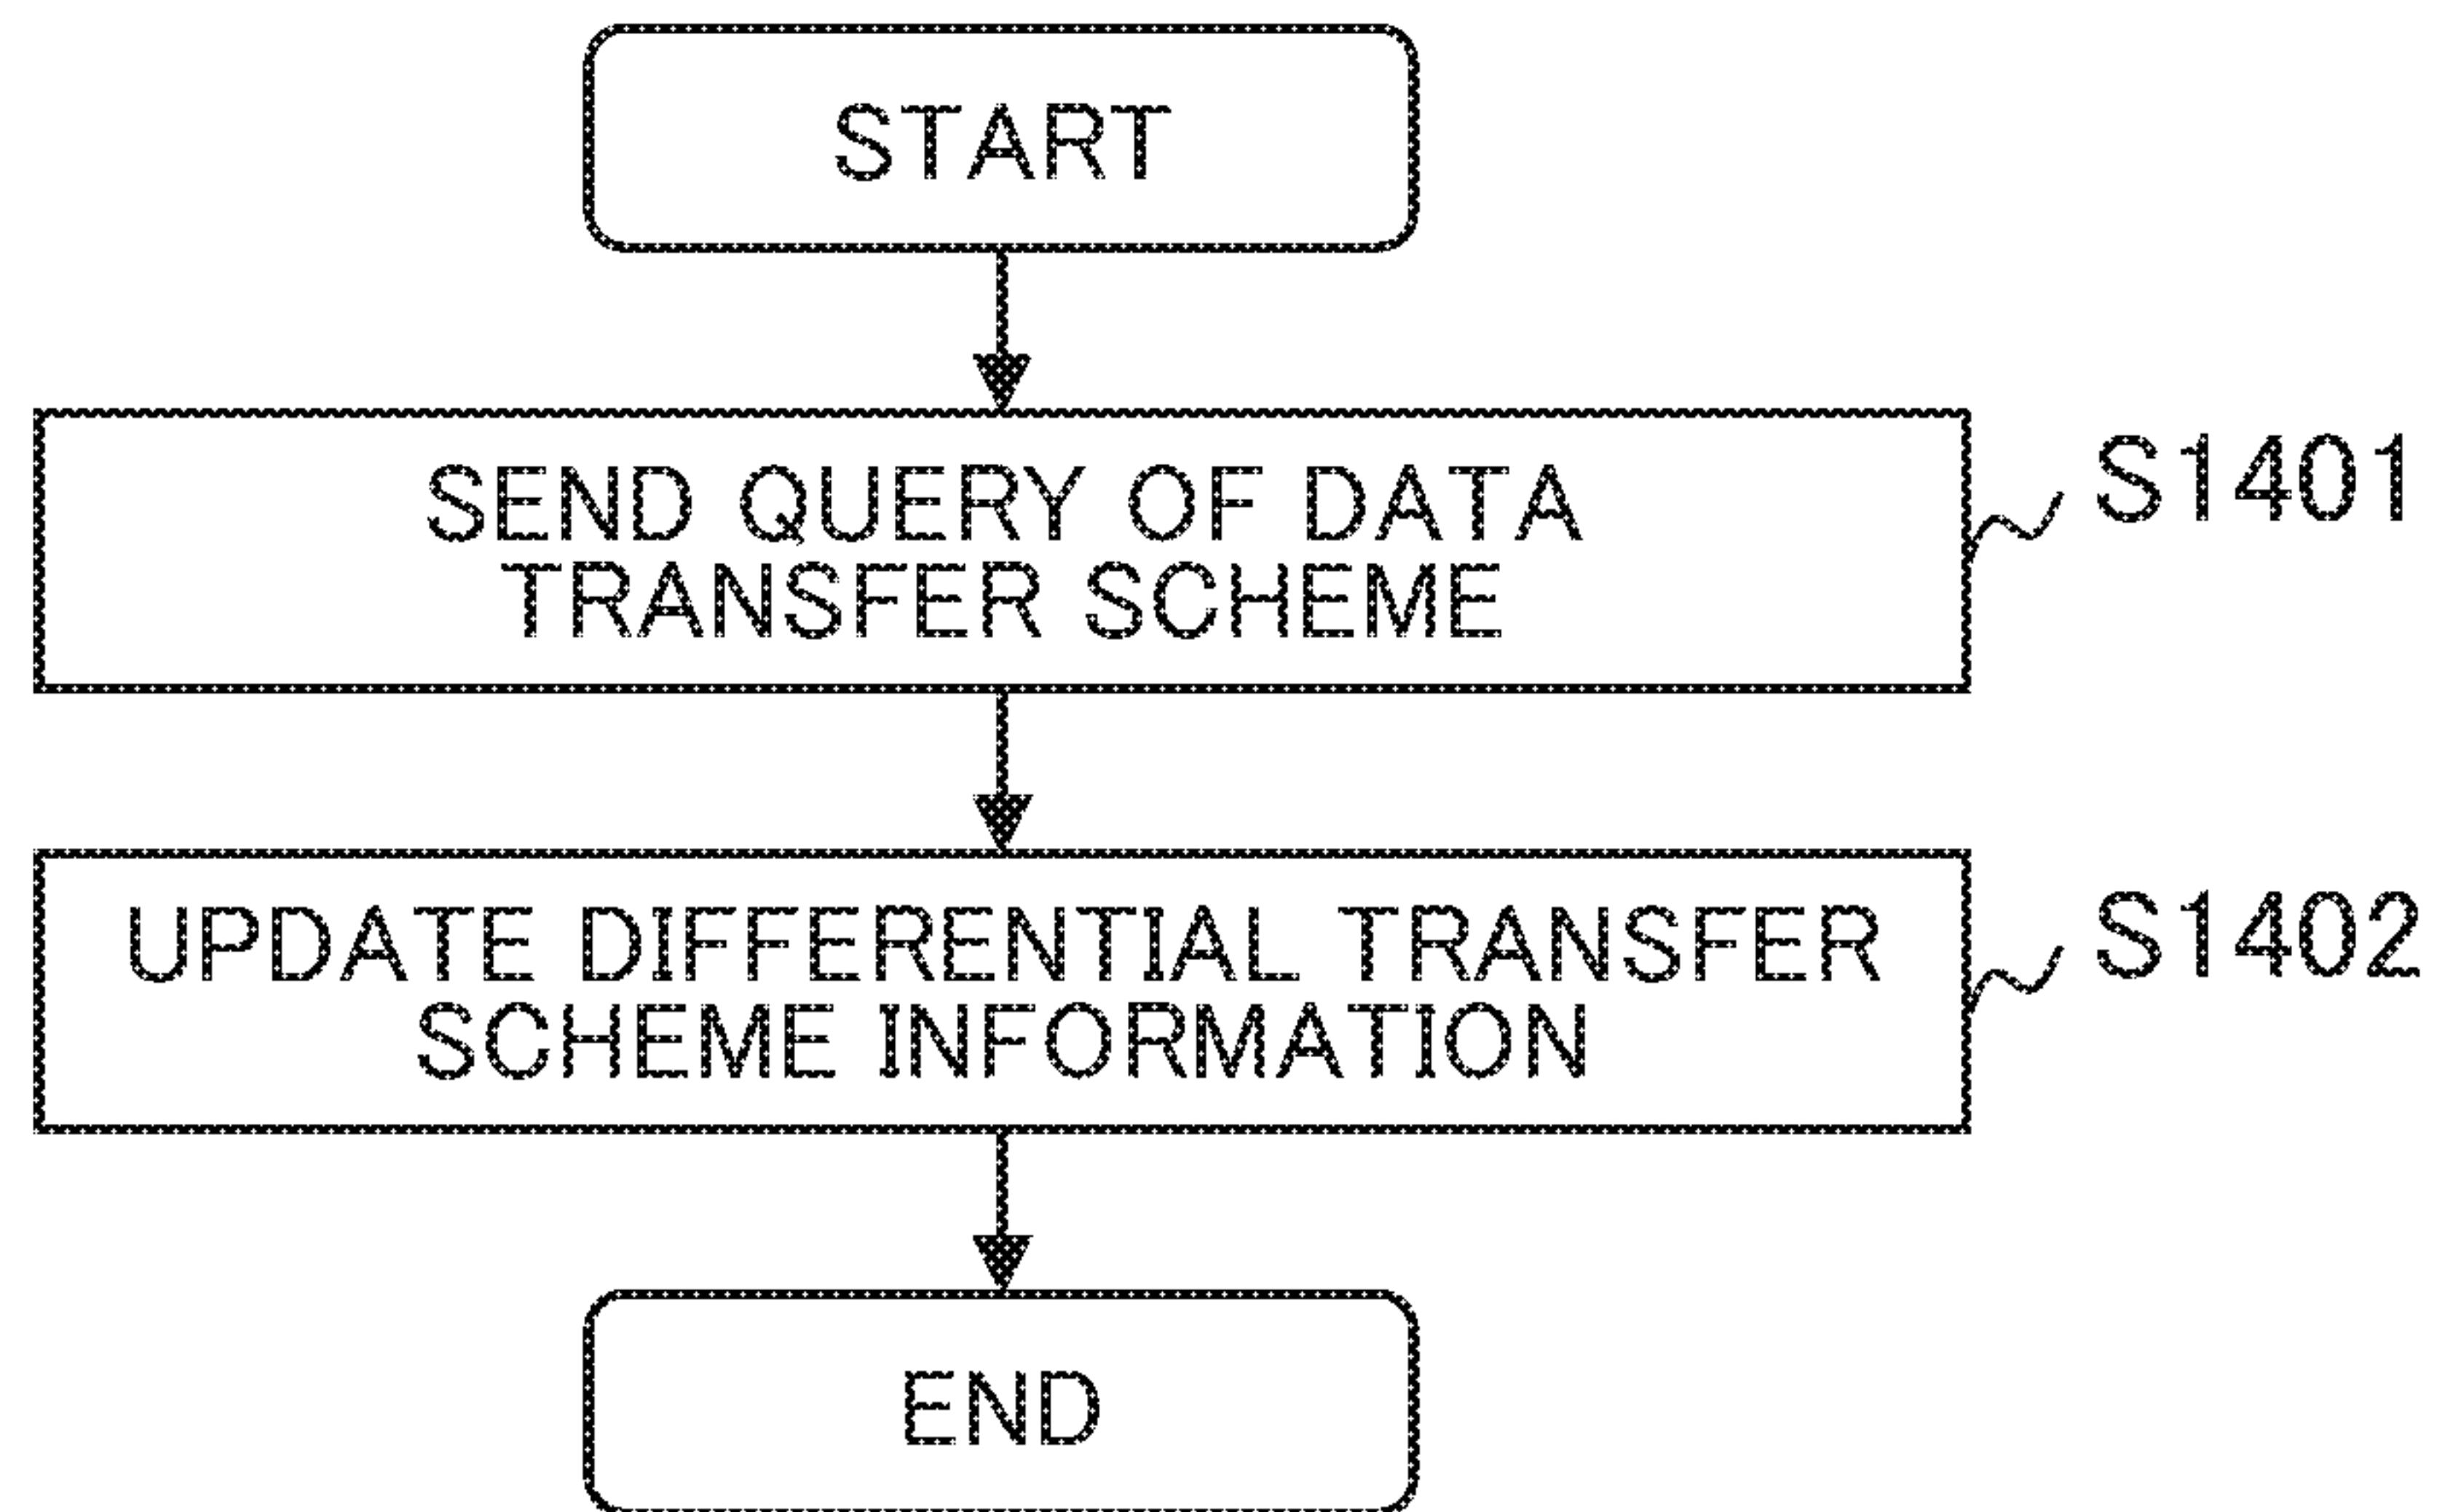 START
SEND QUERY OF DATA
TRANSFER SCHEME
S1401
UPDATE DIFFERENTIAL TRANSFER
SCHEME INFORMATION
S1402
END